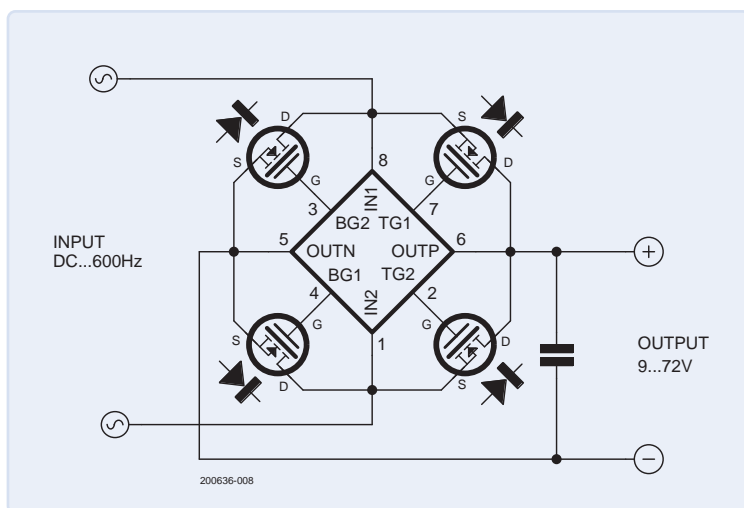 D
S
S
D
G
8
G
3
IN1
7
BG2
TG1
INPUT
DC...600Hz
5
OUTN
OUTP
6
+
BG1
TG2
4
IN2
2
G
1
G
S
D
D
S
OUTPUT
9...72V
−
200636-008